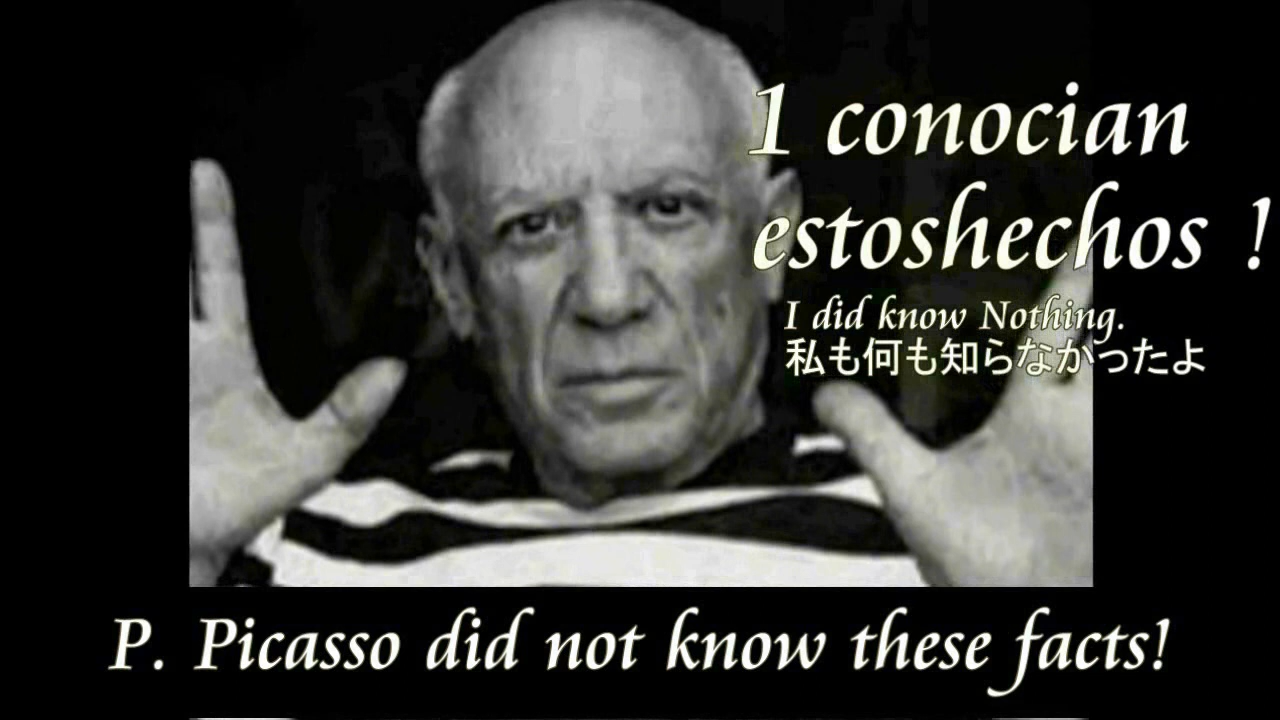 1 conocian
estoshechos !
I did know Nothing.
私も何も知らなかったよ
P. Picasso did not know these facts!